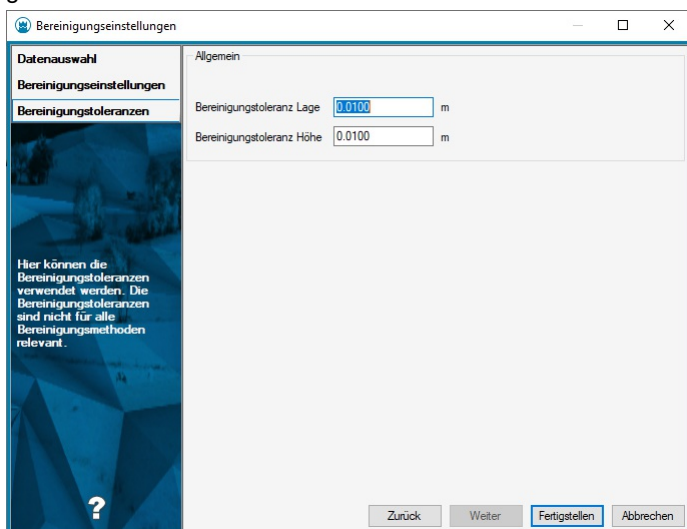 Bereinigungseinstellungen
Datenauswahl
Bereinigungseinstellungen
Bereinigungstoleranzen
Hier können die
Bereinigungstoleranzen
verwendet werden. Die
Bereinigungstoleranzen
sind nicht für alle
Bereinigungsmethoden
relevant.
?
Allgemein
Bereinigungstoleranz Lage 0.0100 m
Bereinigungstoleranz Höhe 0.0100 m
Zurück Weiter Fertigstellen Abbrechen